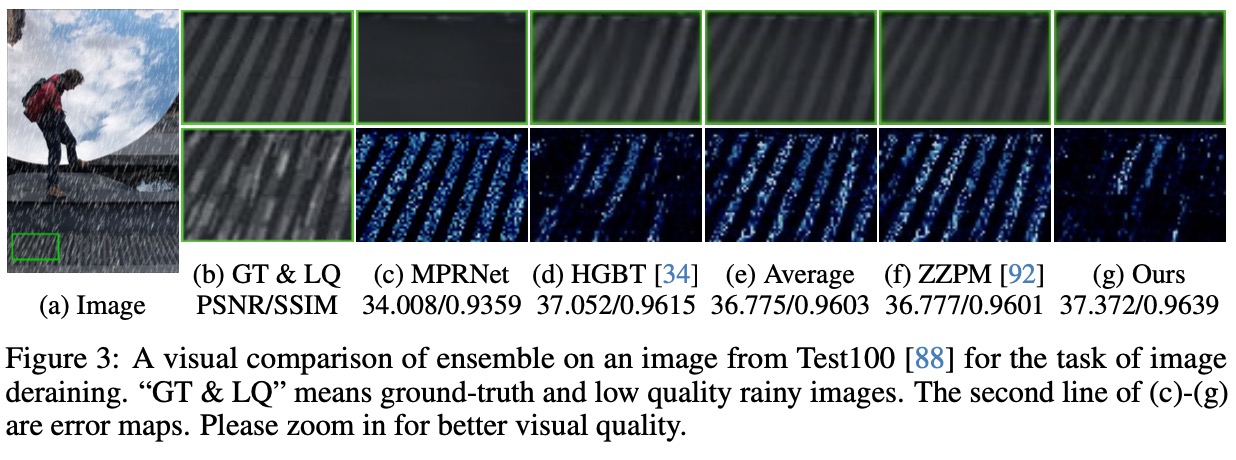 (b) GT & LQ (c) MPRNet (d) HGBT [34] (e) Average (f) ZZPM [92] (g) Ours
(a) Image PSNR/SSIM 34.008/0.9359 37.052/0.9615 36.775/0.9603 36.777/0.9601 37.372/0.9639
Figure 3: A visual comparison of ensemble on an image from Test100 [88] for the task of image
deraining. “GT & LQ” means ground-truth and low quality rainy images. The second line of (c)-(g)
are error maps. Please zoom in for better visual quality.